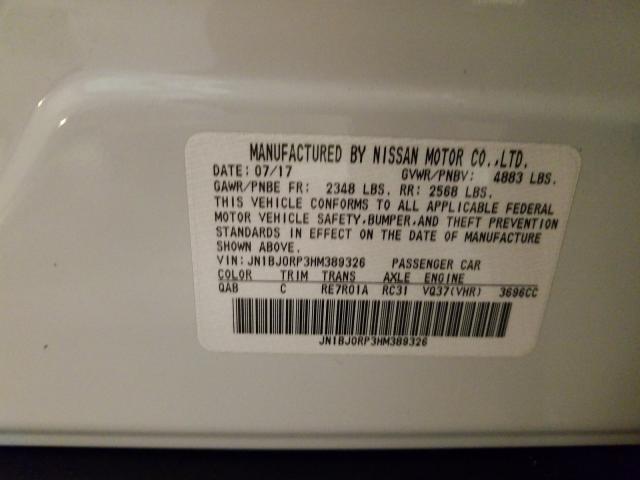 MANUFACTURED BY NISSAN MOTOR CO.,LTD.
DATE: 07/17 GVWR/PNBV: 4883 LBS.
GAWR/PNBE FR: 2348 LBS. RR: 2568 LBS.
THIS VEHICLE CONFORMS TO ALL APPLICABLE FEDERAL
MOTOR VEHICLE SAFETY,BUMPER,AND THEFT PREVENTION
STANDARDS IN EFFECT ON THE DATE OF MANUFACTURE
SHOWN ABOVE.
VIN: JN1BJ0RP3HM389326 PASSENGER CAR
COLOR TRIM TRANS AXLE ENGINE
QAB C RE7R01A RC31 VQ37(VHR) 3696CC
JN1BJ0RP3HM389326